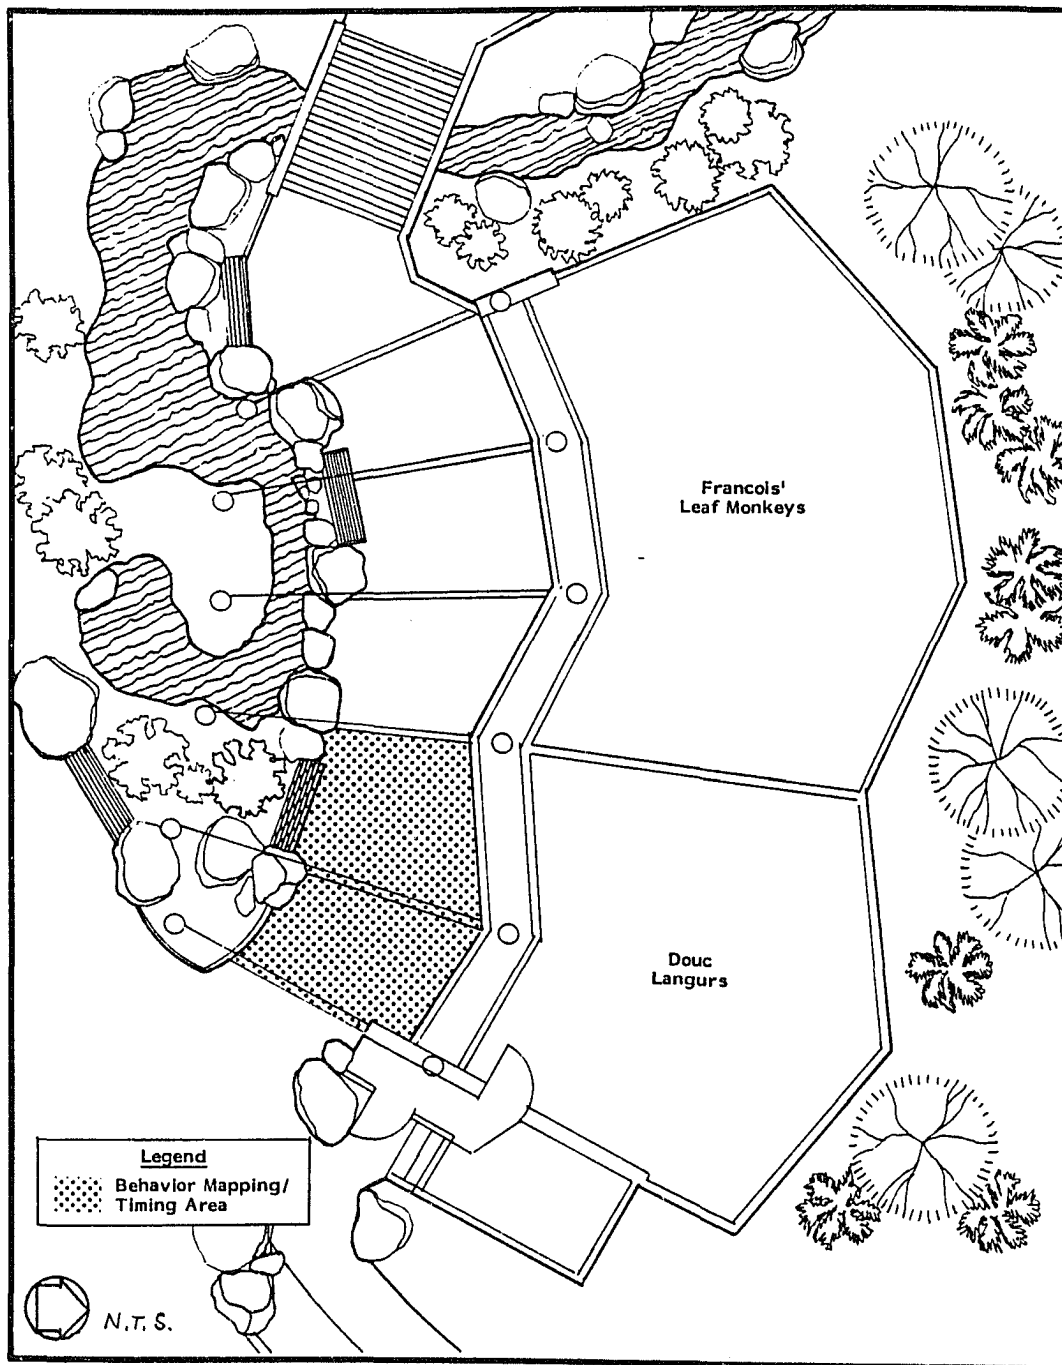 Francois'
Leaf Monkeys
Douc
Langurs
Legend
Behavior Mapping/
Timing Area
N.T.S.